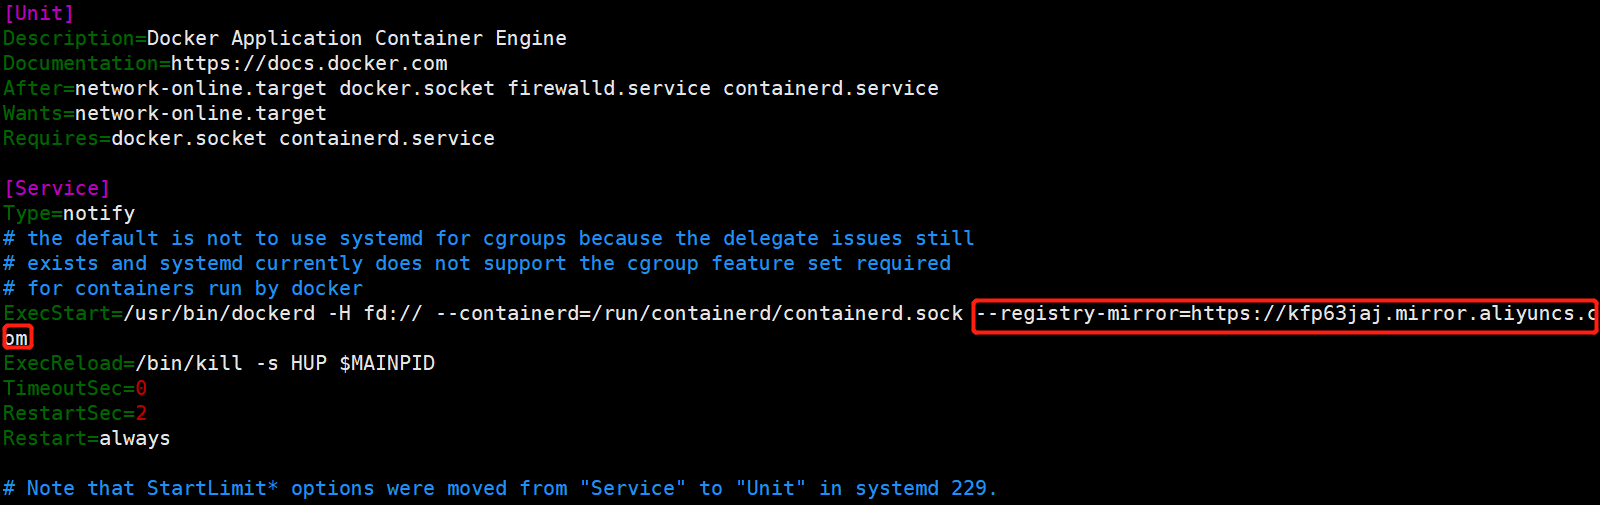 [Unit]
Description=Docker Application Container Engine
Documentation=https://docs.docker.com
After=network-online.target docker.socket firewalld.service containerd.service
Wants=network-online.target
Requires=docker.socket containerd.service
[Service]
Type=notify
# the default is not to use systemd for cgroups because the delegate issues still
# exists and systemd currently does not support the cgroup feature set required
# for containers run by docker
ExecStart=/usr/bin/dockerd -H fd:// --containerd=/run/containerd/containerd.sock --registry-mirror=https://kfp63jaj.mirror.aliyuncs.c
om
ExecReload=/bin/kill -s HUP $MAINPID
TimeoutSec=0
RestartSec=2
Restart=always
# Note that StartLimit* options were moved from "Service" to "Unit" in systemd 229.